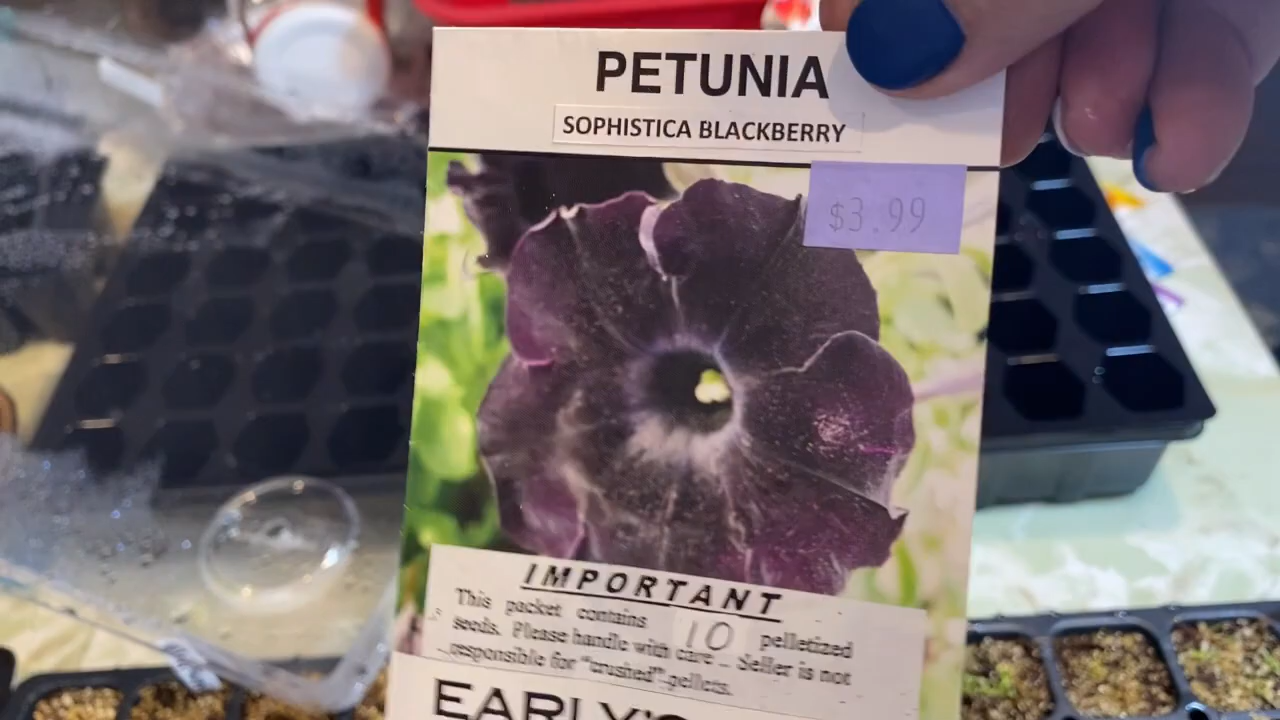 PETUNIA
SOPHISTICA BLACKBERRY
$3.99
IMPORTANT
This packet contains 10 pelletized
seeds. Please handle with care - Seller is not
responsible for "crushed" pellets.
EARLY'S